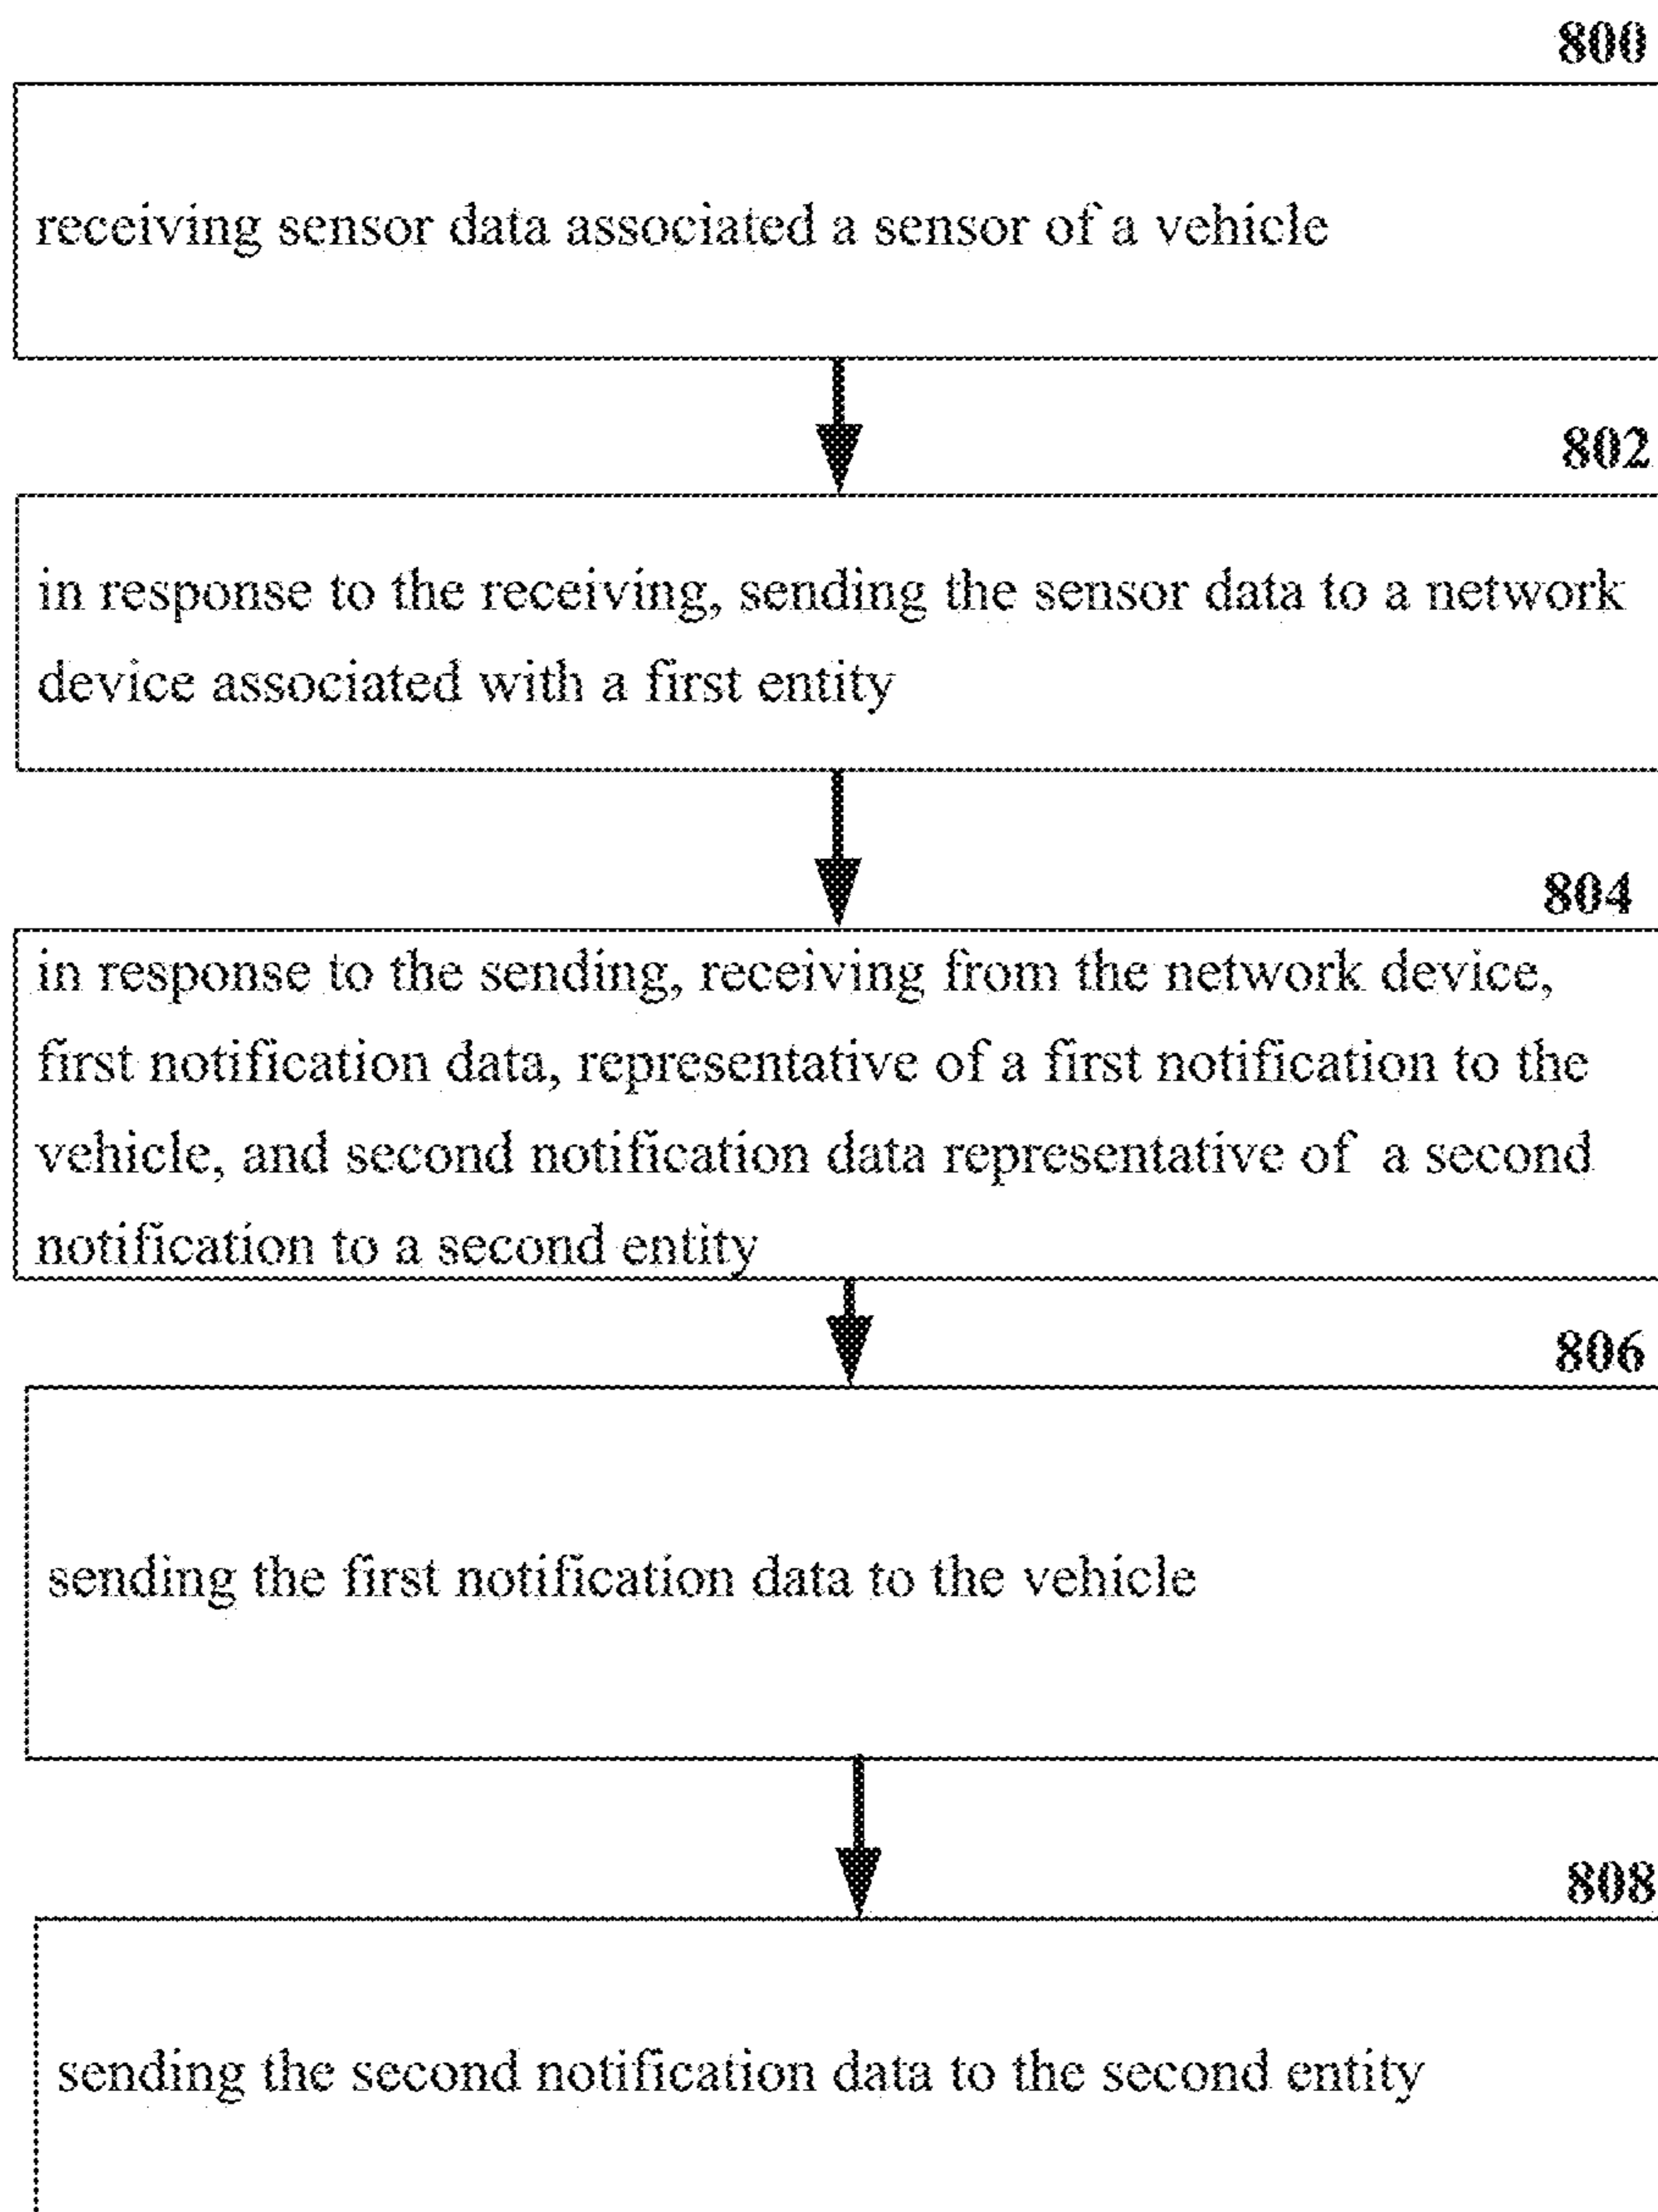 800
receiving sensor data associated a sensor of a vehicle
802
in response to the receiving, sending the sensor data to a network
device associated with a first entity
804
in response to the sending, receiving from the network device,
first notification data, representative of a first notification to the
vehicle, and second notification data representative of a second
notification to a second entity
806
sending the first notification data to the vehicle
808
sending the second notification data to the second entity